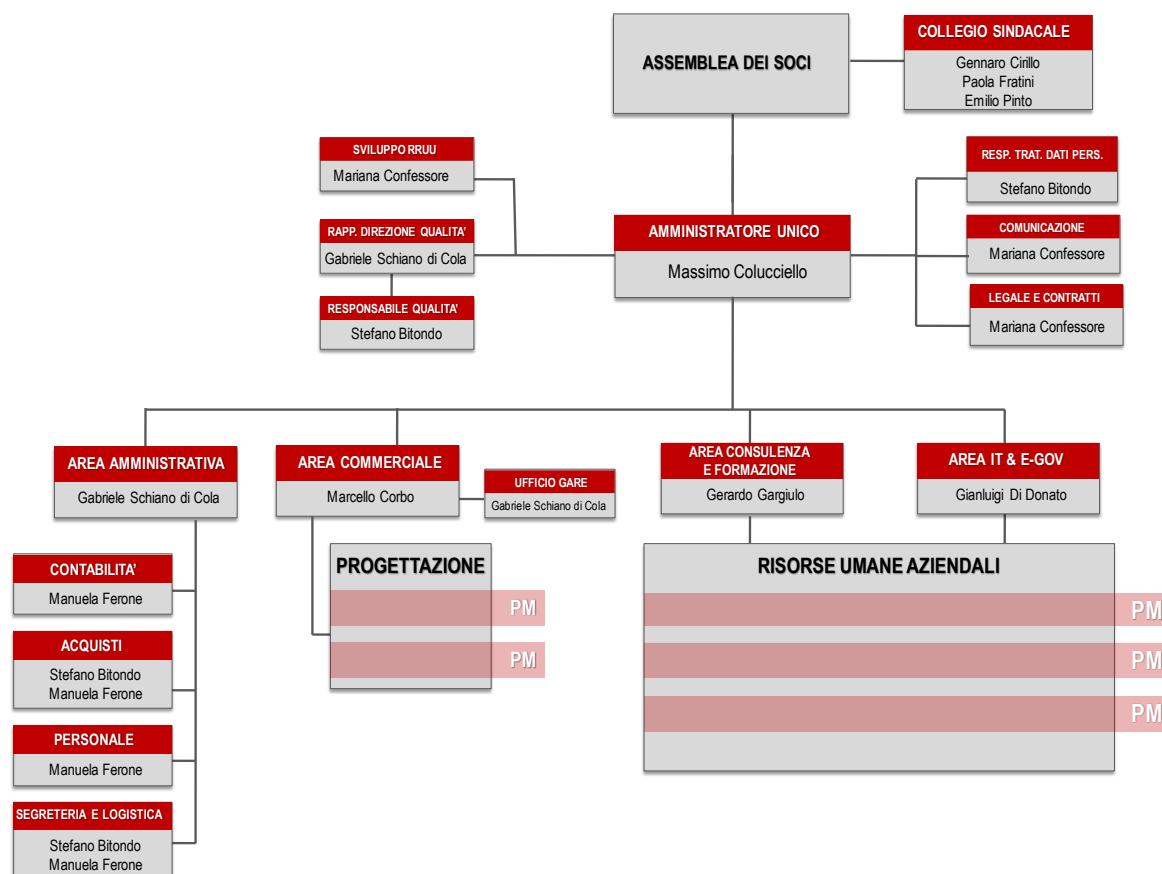 ASSEMBLEA DEI SOCI
COLLEGIO SINDACALE
Gennaro Cirillo
Paola Fratini
Emilio Pinto
SVILUPPO RRUU
Mariana Confessore
RAPP. DIREZIONE QUALITA'
Gabriele Schiano di Cola
RESPONSABILE QUALITA'
Stefano Bitondo
AMMINISTRATORE UNICO
Massimo Colucciello
RESP. TRAT. DATI PERS.
Stefano Bitondo
COMUNICAZIONE
Mariana Confessore
LEGALE E CONTRATTI
Mariana Confessore
AREA AMMINISTRATIVA
Gabriele Schiano di Cola
AREA COMMERCIALE
Marcello Corbo
UFFICIO GARE
Gabriele Schiano di Cola
AREA CONSULENZA
E FORMAZIONE
Gerardo Gargiulo
AREA IT & E-GOV
Gianluigi Di Donato
CONTABILITA'
Manuela Ferone
ACQUISTI
Stefano Bitondo
Manuela Ferone
PERSONALE
Manuela Ferone
SEGRETERIA E LOGISTICA
Stefano Bitondo
Manuela Ferone
PROGETTAZIONE
PM
PM
RISORSE UMANE AZIENDALI
PM
PM
PM